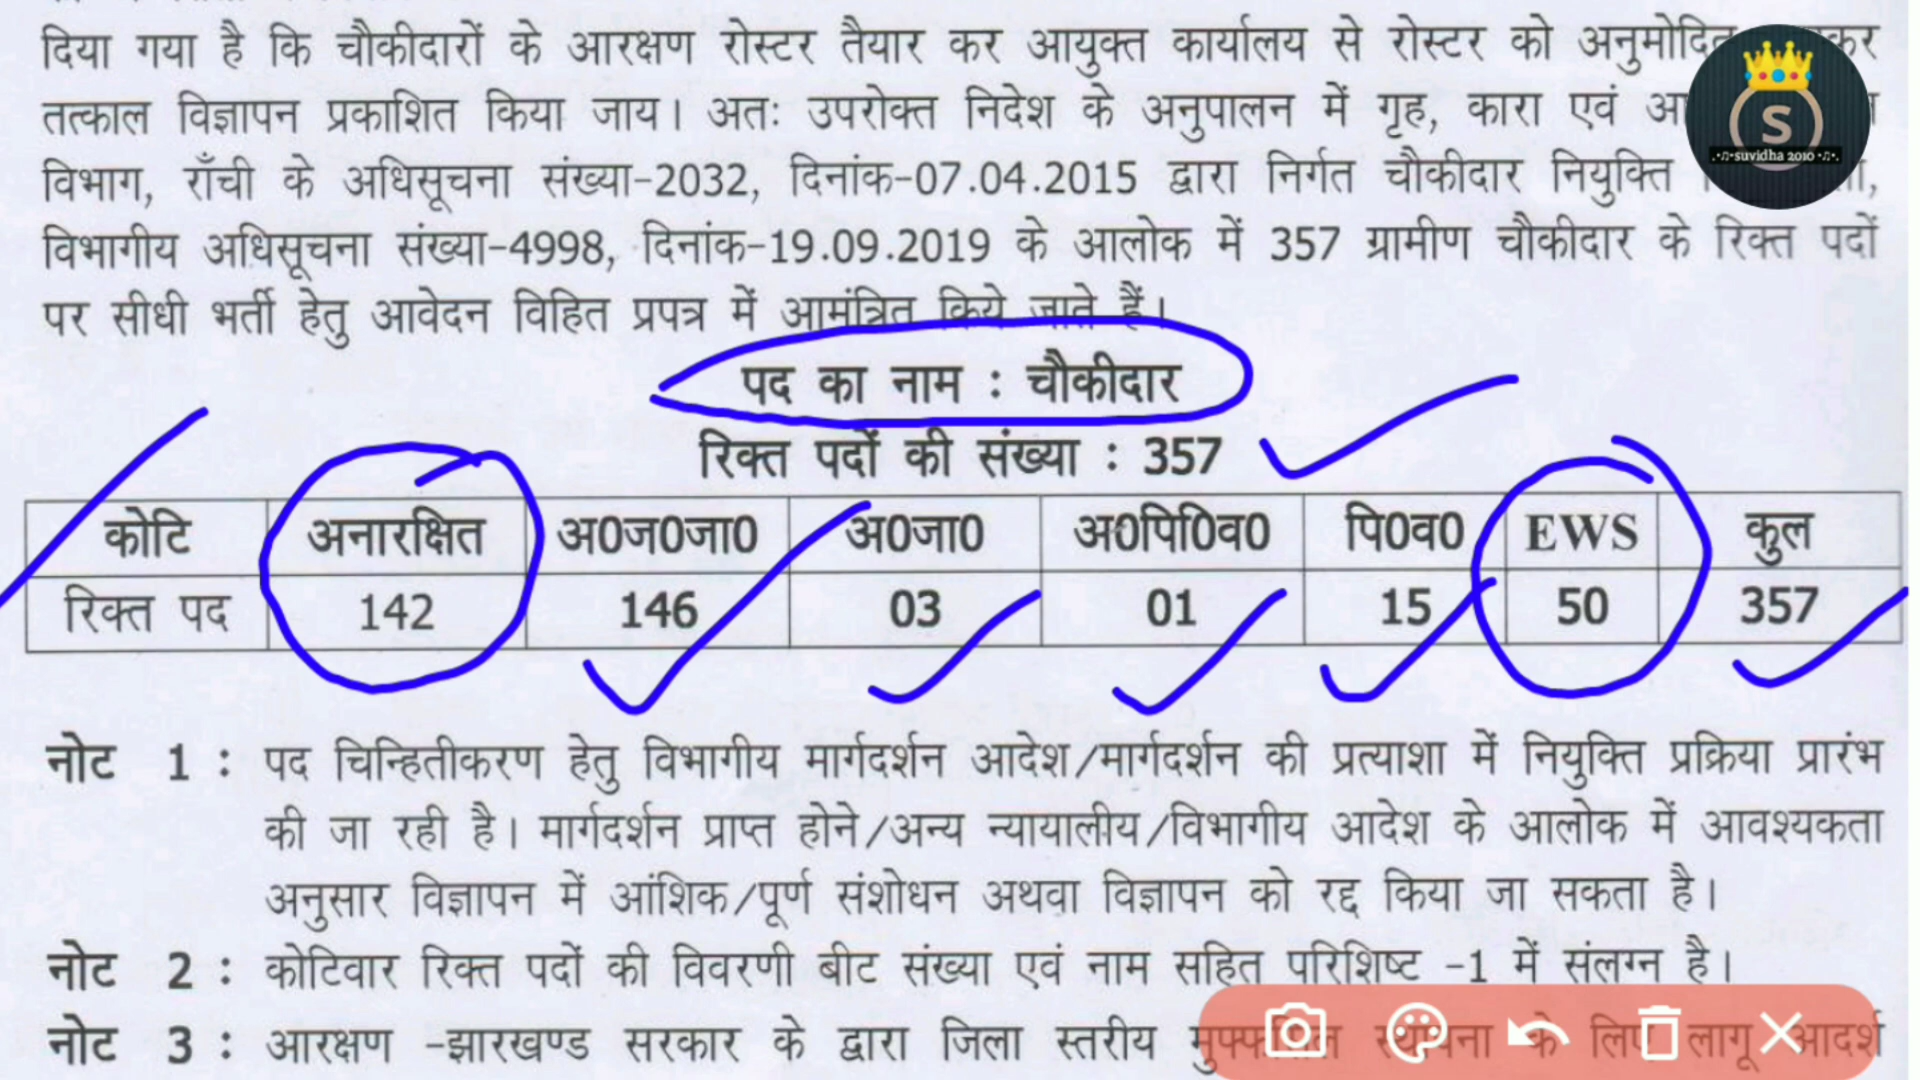 दिया गया है कि चौकीदारों के आरक्षण रोस्टर तैयार कर आयुक्त कार्यालय से रोस्टर को
तत्काल विज्ञापन प्रकाशित किया जाय। अतः उपरोक्त निदेश के अनुपालन में गृह, कारा एवं
विभाग, राँची के अधिसूचना संख्या-2032, दिनांक-07.04.2015 द्वारा निर्गत चौकीदार नियुक्ति
विभागीय अधिसूचना संख्या-4998, दिनांक-19.09.2019 के आलोक में 357 ग्रामीण चौकीदार के रिक्त पदों
पर सीधी भर्ती हेतु आवेदन विहित प्रपत्र में आमंत्रित किये जाते हैं।
S
suvidha 2010
पद का नाम : चौकीदार
रिक्त पदों की संख्या : 357
कोटि अनारक्षित अ0ज0जा0 अ0जा0 अ0पि0व0 पि0व0 EWS कुल
रिक्त पद 142 146 03 01 15 50 357
नोट 1 : पद चिन्हितीकरण हेतु विभागीय मार्गदर्शन आदेश/मार्गदर्शन की प्रत्याशा में नियुक्ति प्रक्रिया प्रारंभ
की जा रही है। मार्गदर्शन प्राप्त होने/अन्य न्यायालीय/विभागीय आदेश के आलोक में आवश्यकता
अनुसार विज्ञापन में आंशिक/पूर्ण संशोधन अथवा विज्ञापन को रद्द किया जा सकता है।
नोट 2 : कोटिवार रिक्त पदों की विवरणी बीट संख्या एवं नाम सहित परिशिष्ट -1 में संलग्न है।
नोट 3 : आरक्षण -झारखण्ड सरकार के द्वारा जिला स्तरीय के लिए लागू आदर्श